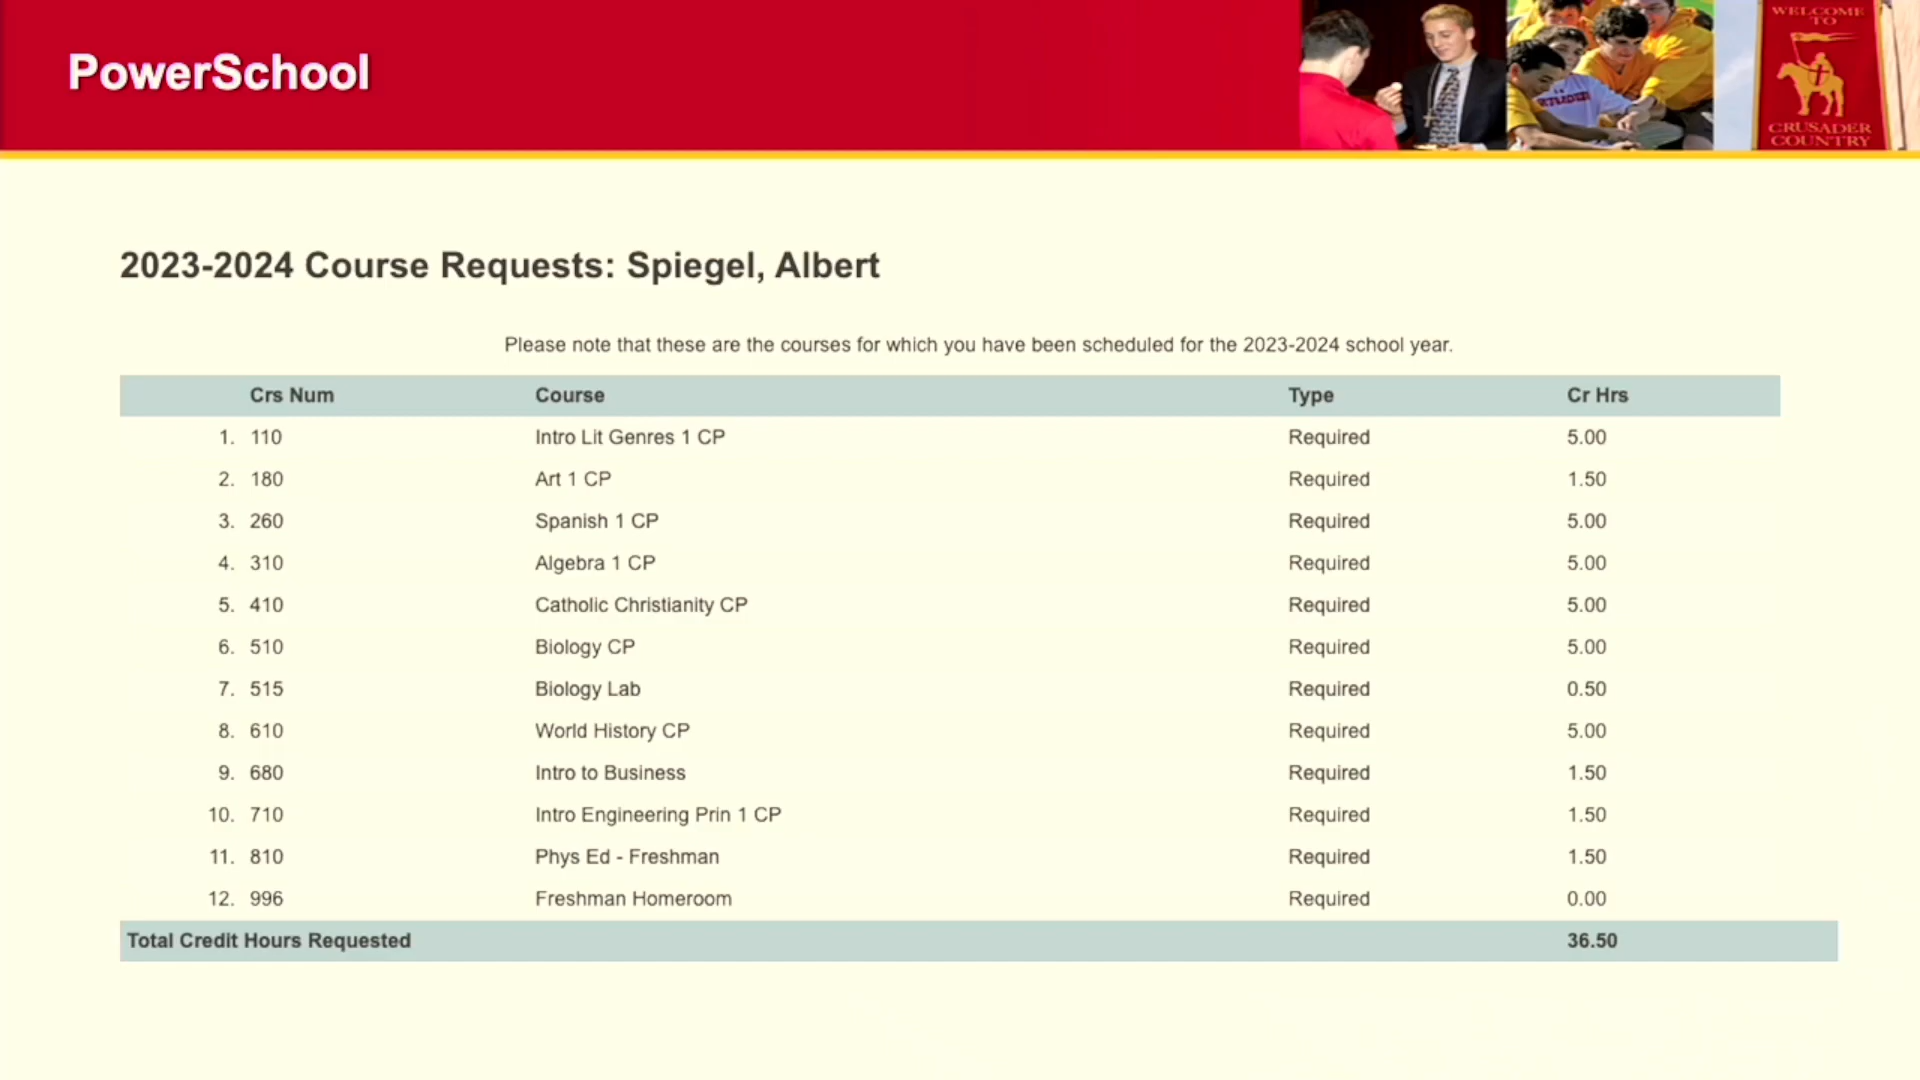 PowerSchool
WELCOME
TO
CRUSADER
COUNTRY
2023-2024 Course Requests: Spiegel, Albert
Please note that these are the courses for which you have been scheduled for the 2023-2024 school year.
Crs Num Course Type Cr Hrs
1. 110 Intro Lit Genres 1 CP Required 5.00
2. 180 Art 1 CP Required 1.50
3. 260 Spanish 1 CP Required 5.00
4. 310 Algebra 1 CP Required 5.00
5. 410 Catholic Christianity CP Required 5.00
6. 510 Biology CP Required 5.00
7. 515 Biology Lab Required 0.50
8. 610 World History CP Required 5.00
9. 680 Intro to Business Required 1.50
10. 710 Intro Engineering Prin 1 CP Required 1.50
11. 810 Phys Ed - Freshman Required 1.50
12. 996 Freshman Homeroom Required 0.00
Total Credit Hours Requested 36.50